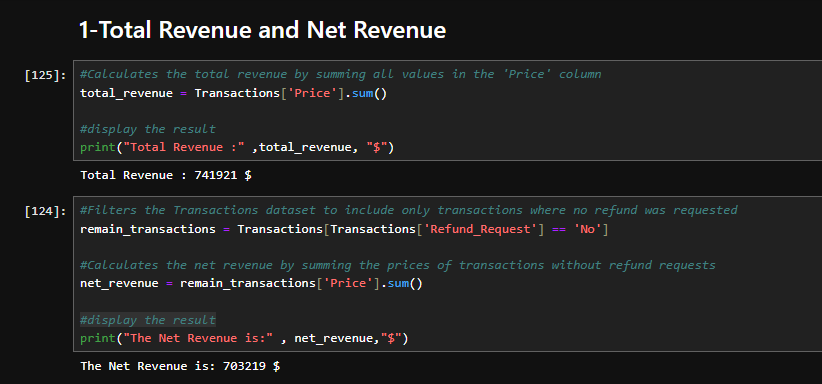 1-Total Revenue and Net Revenue
[125]:
#Calculates the total revenue by summing all values in the 'Price' column
total_revenue = Transactions['Price'].sum()
#display the result
print("Total Revenue :" ,total_revenue, "$")
Total Revenue : 741921 $
[124]:
#Filters the Transactions dataset to include only transactions where no refund was requested
remain_transactions = Transactions[Transactions['Refund_Request'] == 'No']
#Calculates the net revenue by summing the prices of transactions without refund requests
net_revenue = remain_transactions['Price'].sum()
#display the result
print("The Net Revenue is:" , net_revenue,"$")
The Net Revenue is: 703219 $